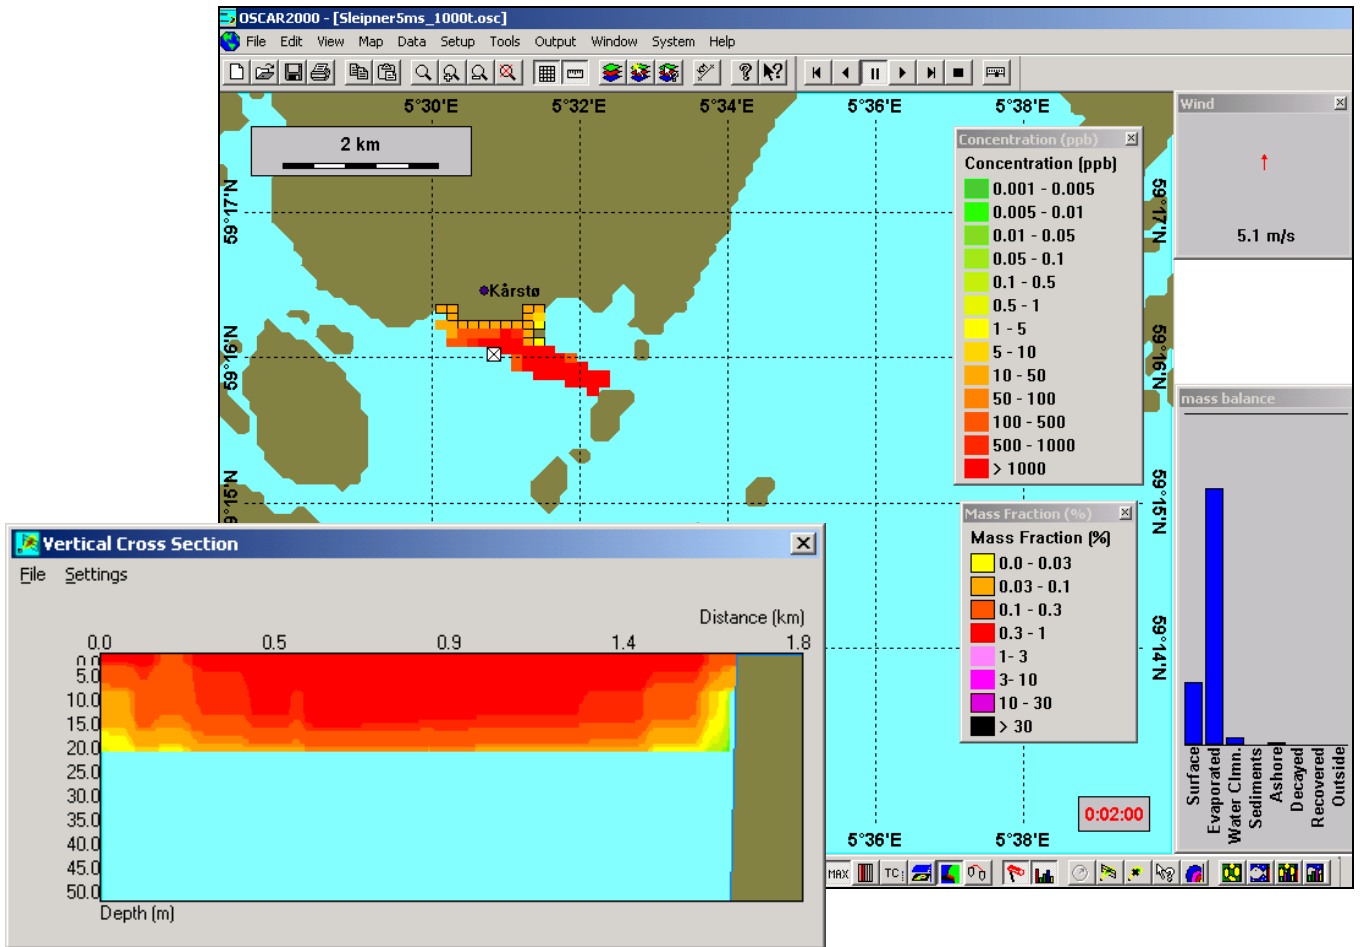 OSCAR2000 - [Sleipner5ms_1000t.osc]
File Edit View Map Data Setup Tools Output Window System Help
5°30'E 5°32'E 5°34'E 5°36'E 5°38'E
2 km
59°17'N
59°16'N
59°15'N
Kårstø
Concentration (ppb)
Concentration (ppb)
0.001 - 0.005
0.005 - 0.01
0.01 - 0.05
0.05 - 0.1
0.1 - 0.5
0.5 - 1
1 - 5
5 - 10
10 - 50
50 - 100
100 - 500
500 - 1000
> 1000
Mass Fraction (%)
Mass Fraction (%)
0.0 - 0.03
0.03 - 0.1
0.1 - 0.3
0.3 - 1
1- 3
3- 10
10 - 30
> 30
59°17'N
59°16'N
59°15'N
59°14'N
0:02:00
5°36'E 5°38'E
MAX TC
Wind
5.1 m/s
mass balance
Surface
Evaporated
Water Clmn.
Sediments
Ashore
Decayed
Recovered
Outside
Vertical Cross Section
File Settings
Distance (km)
0.0 0.5 0.9 1.4 1.8
0.0
5.0
10.0
15.0
20.0
25.0
30.0
35.0
40.0
45.0
50.0
Depth (m)